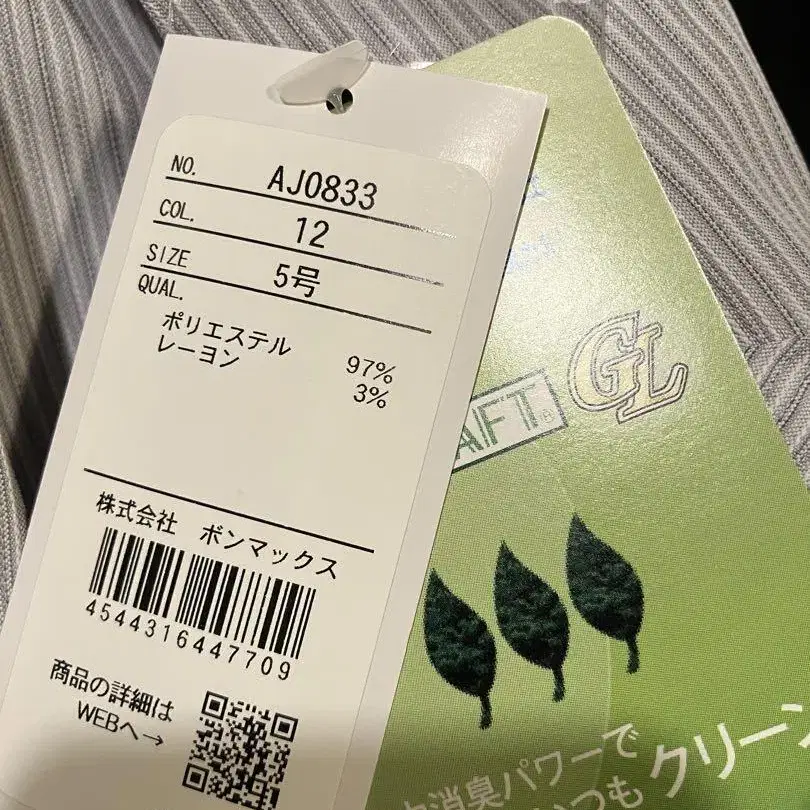 NO. AJ0833
COL. 12
SIZE 5号
QUAL.
ポリエステル 97%
レーヨン 3%
株式会社 ボンマックス
4544316447709
商品の詳細は
WEBへ→
GL
AFT®
消臭パワーで
いつもクリーン